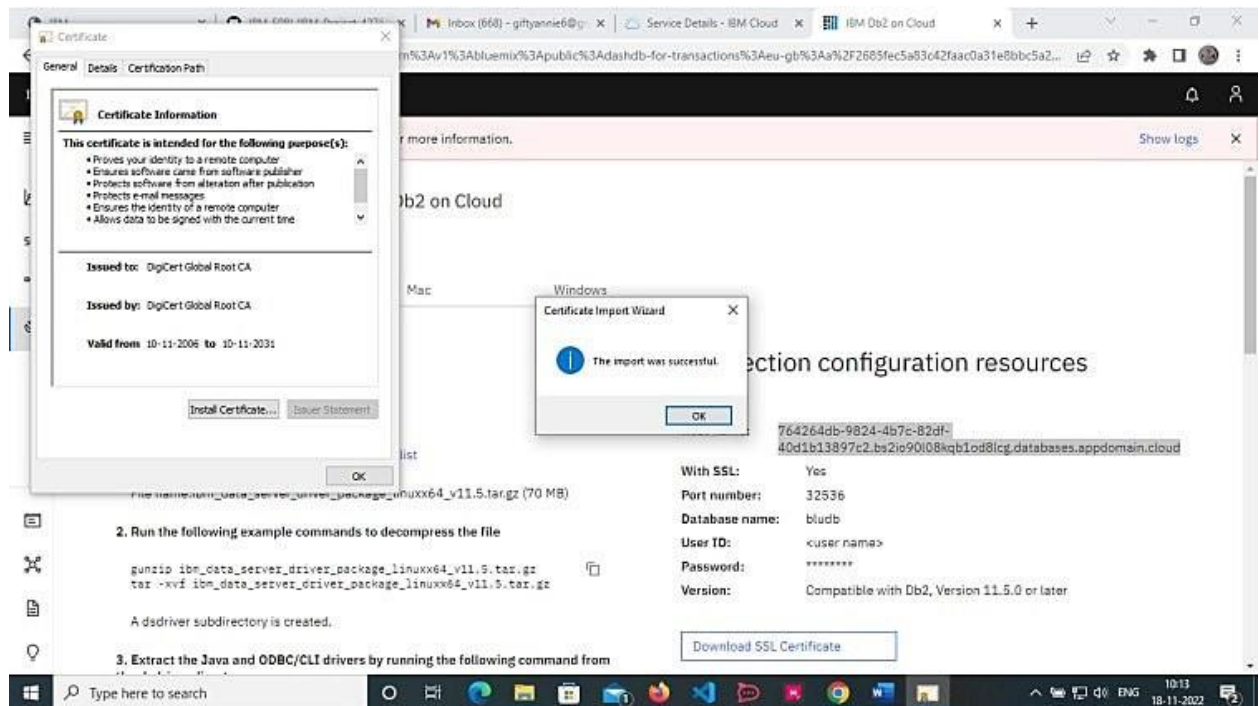 Inbox (668) - giftyannie6@g
Service Details - IBM Cloud
IBM Db2 on Cloud
Certificate
General Details Certification Path
Certificate Information
This certificate is intended for the following purpose(s):
• Proves your identity to a remote computer
• Ensures software came from software publisher
• Protects software from alteration after publication
• Protects e-mail messages
• Ensures the identity of a remote computer
• Allows data to be signed with the current time
Issued to: DigiCert Global Root CA
Issued by: DigiCert Global Root CA
Valid from 10-11-2006 to 10-11-2031
Install Certificate... Issuer Statement
OK
r more information.
Show logs
Db2 on Cloud
Mac Windows
Certificate Import Wizard
The import was successful.
OK
ection configuration resources
764264db-9824-4b7c-82df-
40d1b13897c2.bs2io90l08kqb1od8lcg.databases.appdomain.cloud
With SSL: Yes
Port number: 32536
Database name: bludb
User ID: <user name>
Password: ********
Version: Compatible with Db2, Version 11.5.0 or later
Download SSL Certificate
list
File name:ibm_data_server_driver_package_linuxx64_v11.5.tar.gz (70 MB)
2. Run the following example commands to decompress the file
gunzip ibm_data_server_driver_package_linuxx64_v11.5.tar.gz
tar -xvf ibm_data_server_driver_package_linuxx64_v11.5.tar.gz
A dsdriver subdirectory is created.
3. Extract the Java and ODBC/CLI drivers by running the following command from
Type here to search
ENG
10:13
18-11-2022